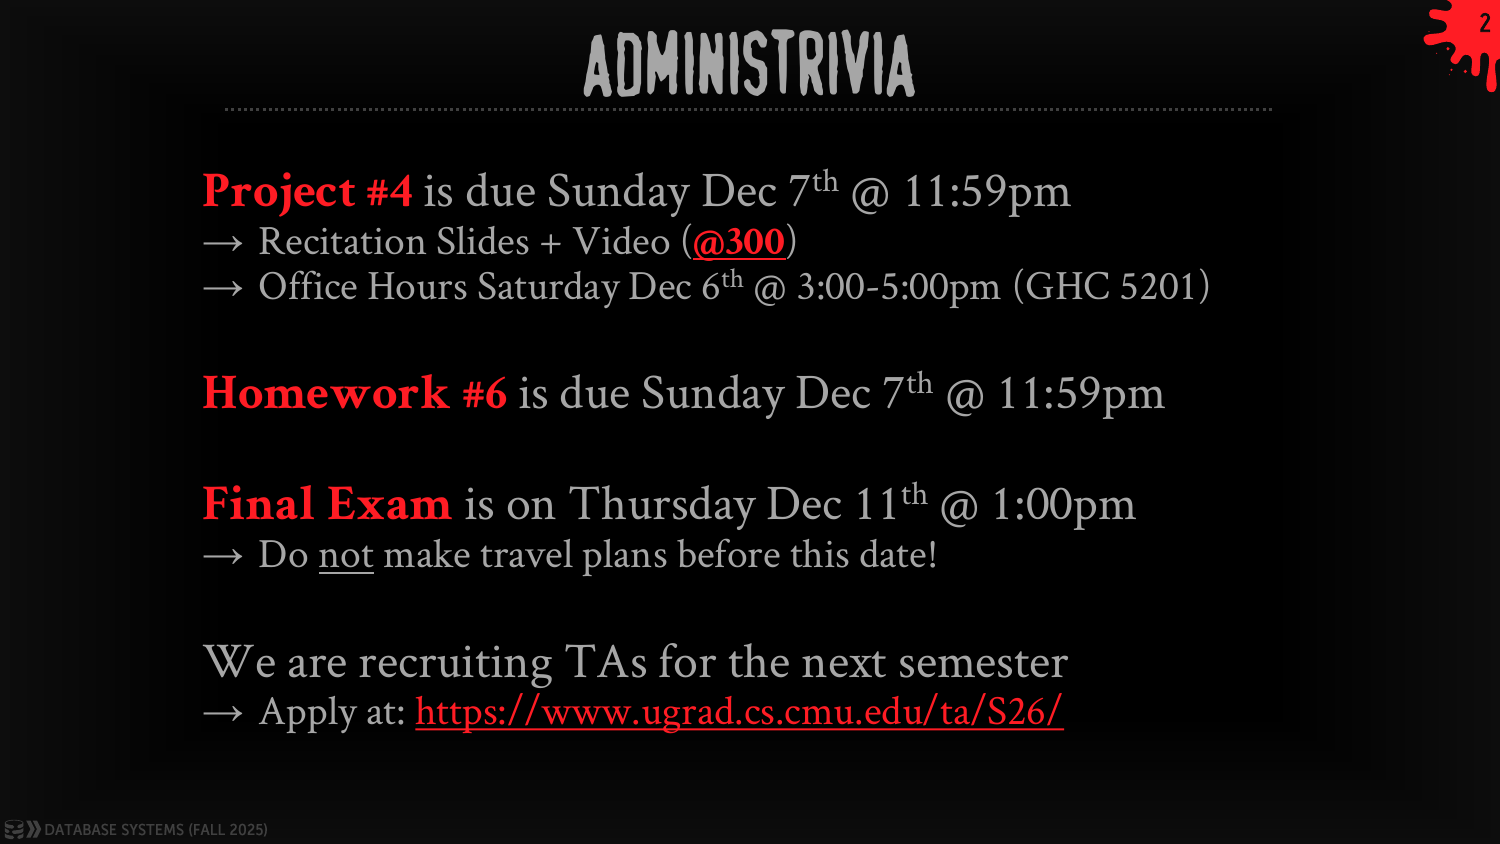 ADMINISTRIVIA
2
Project #4 is due Sunday Dec 7th @ 11:59pm
→ Recitation Slides + Video (@300)
→ Office Hours Saturday Dec 6th @ 3:00-5:00pm (GHC 5201)
Homework #6 is due Sunday Dec 7th @ 11:59pm
Final Exam is on Thursday Dec 11th @ 1:00pm
→ Do not make travel plans before this date!
We are recruiting TAs for the next semester
→ Apply at: https://www.ugrad.cs.cmu.edu/ta/S26/
DATABASE SYSTEMS (FALL 2025)